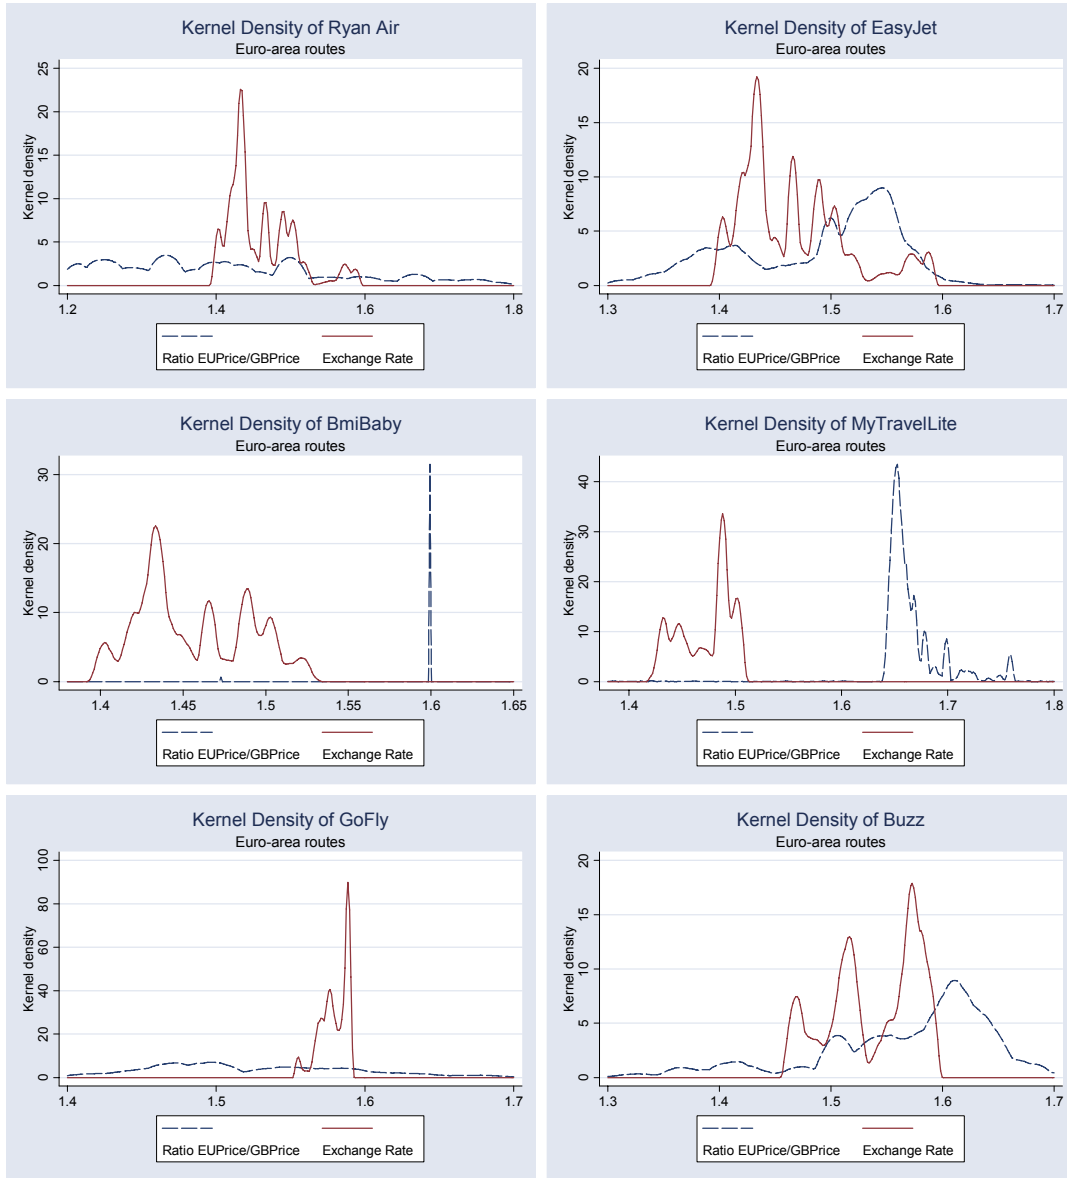 Kernel Density of Ryan Air
Euro-area routes
Kernel density
0 5 10 15 20 25
1.2 1.4 1.6 1.8
Ratio EUPrice/GBPrice Exchange Rate
Kernel Density of EasyJet
Euro-area routes
Kernel density
0 5 10 15 20
1.3 1.4 1.5 1.6 1.7
Ratio EUPrice/GBPrice Exchange Rate
Kernel Density of BmiBaby
Euro-area routes
Kernel density
0 10 20 30
1.4 1.45 1.5 1.55 1.6 1.65
Ratio EUPrice/GBPrice Exchange Rate
Kernel Density of MyTravelLite
Euro-area routes
Kernel density
0 10 20 30 40
1.4 1.5 1.6 1.7 1.8
Ratio EUPrice/GBPrice Exchange Rate
Kernel Density of GoFly
Euro-area routes
Kernel density
0 20 40 60 80 100
1.4 1.5 1.6 1.7
Ratio EUPrice/GBPrice Exchange Rate
Kernel Density of Buzz
Euro-area routes
Kernel density
0 5 10 15 20
1.3 1.4 1.5 1.6 1.7
Ratio EUPrice/GBPrice Exchange Rate